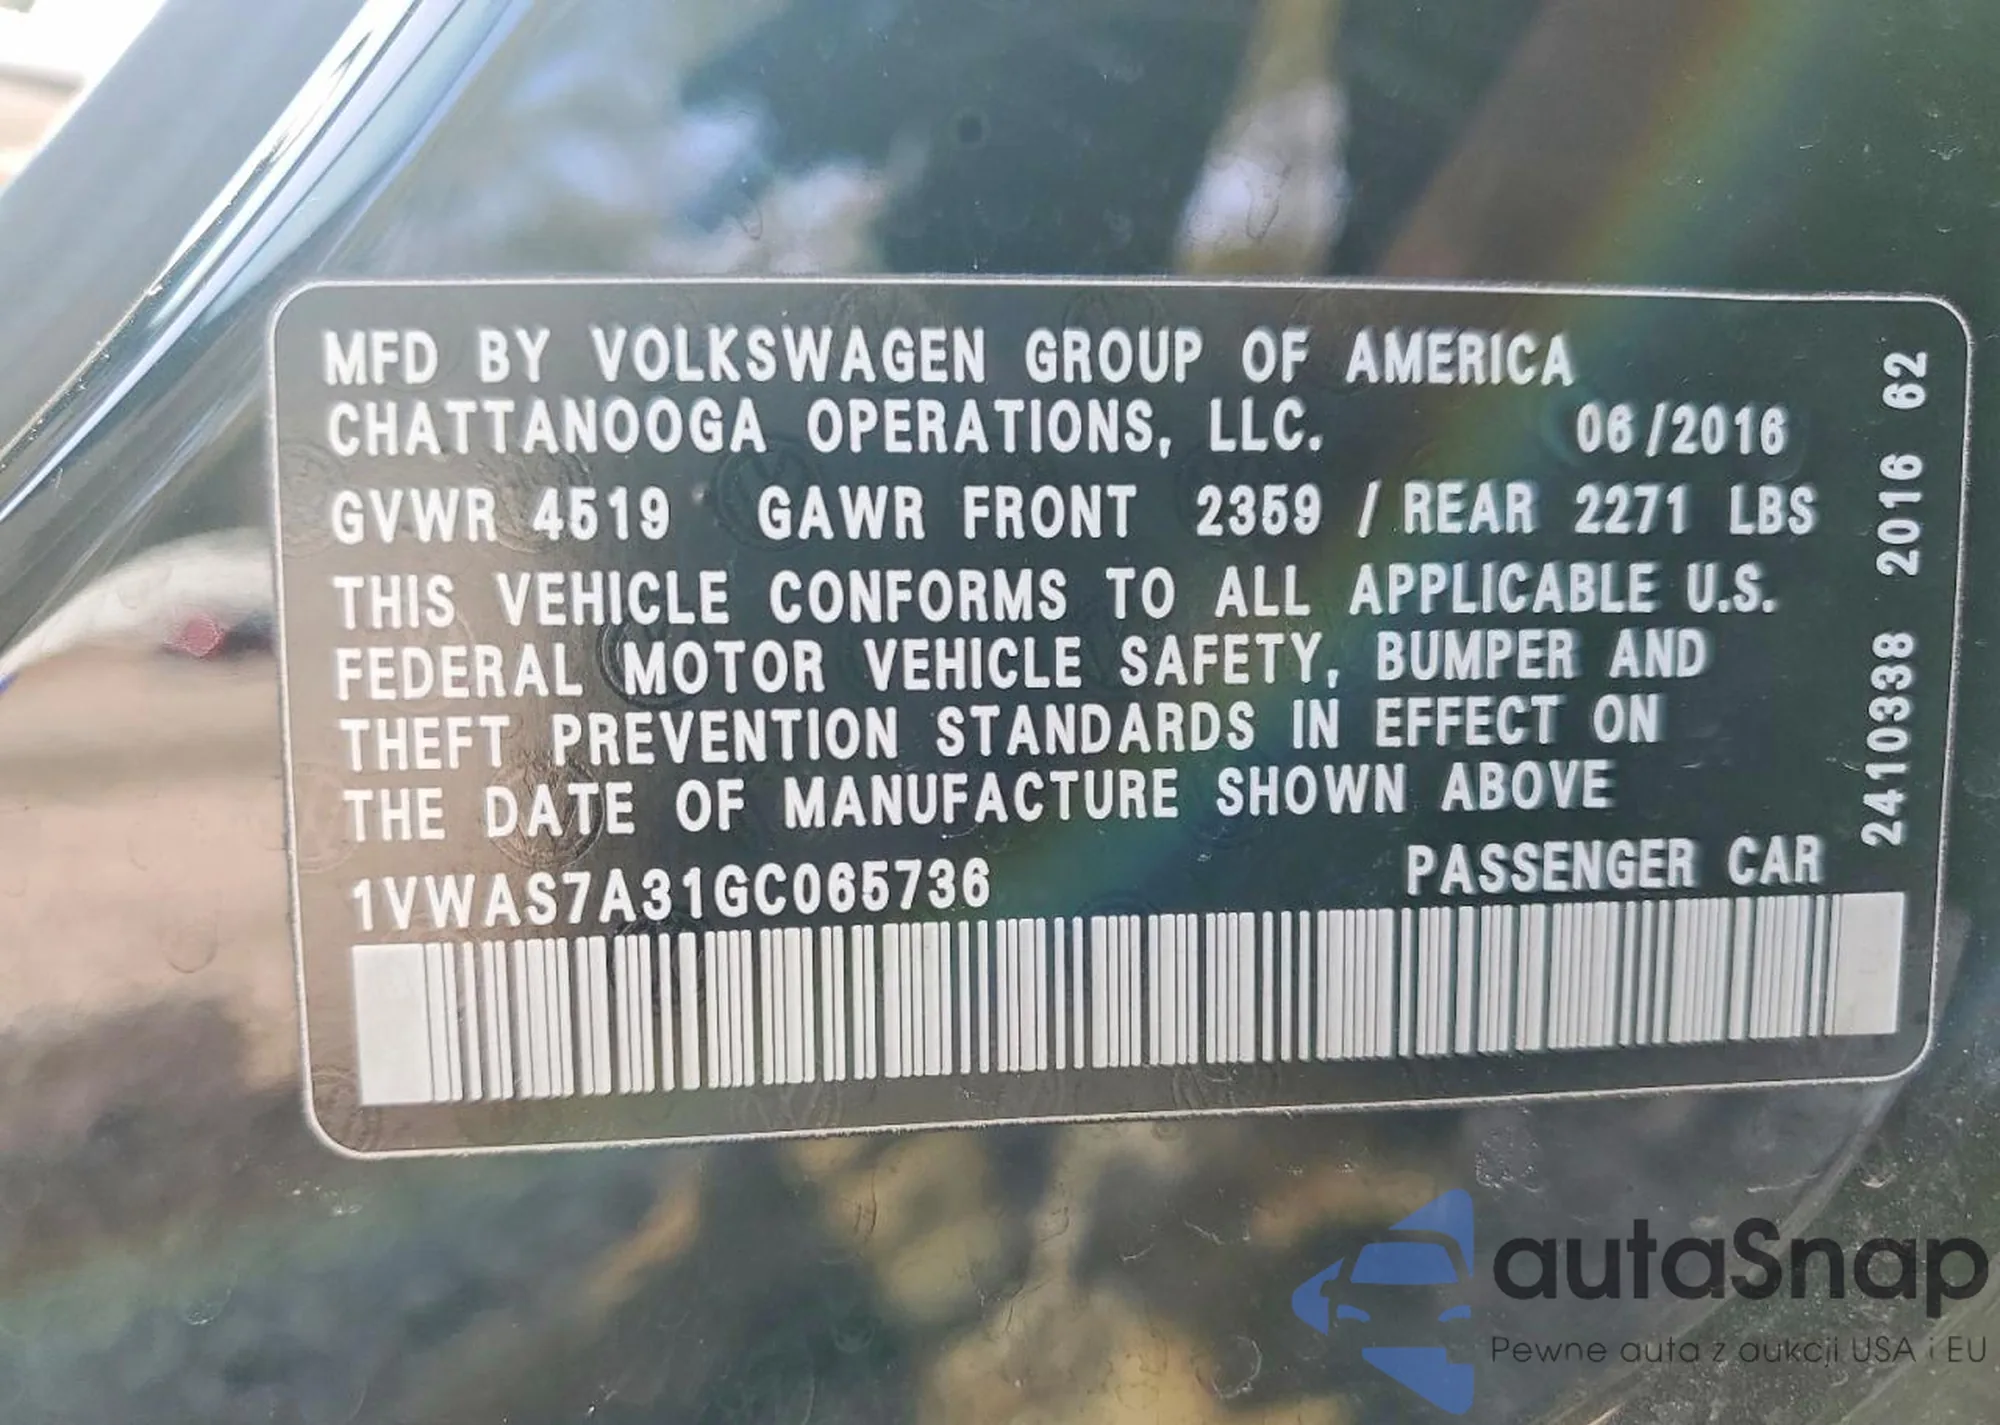 MFD BY VOLKSWAGEN GROUP OF AMERICA
CHATTANOOGA OPERATIONS, LLC. 06/2016
GVWR 4519 GAWR FRONT 2359 / REAR 2271 LBS
THIS VEHICLE CONFORMS TO ALL APPLICABLE U.S.
FEDERAL MOTOR VEHICLE SAFETY, BUMPER AND
THEFT PREVENTION STANDARDS IN EFFECT ON
THE DATE OF MANUFACTURE SHOWN ABOVE
1VWAS7A31GC065736 PASSENGER CAR
2410338 2016 62
autaSnap
Pewne auta z aukcji USA i EU